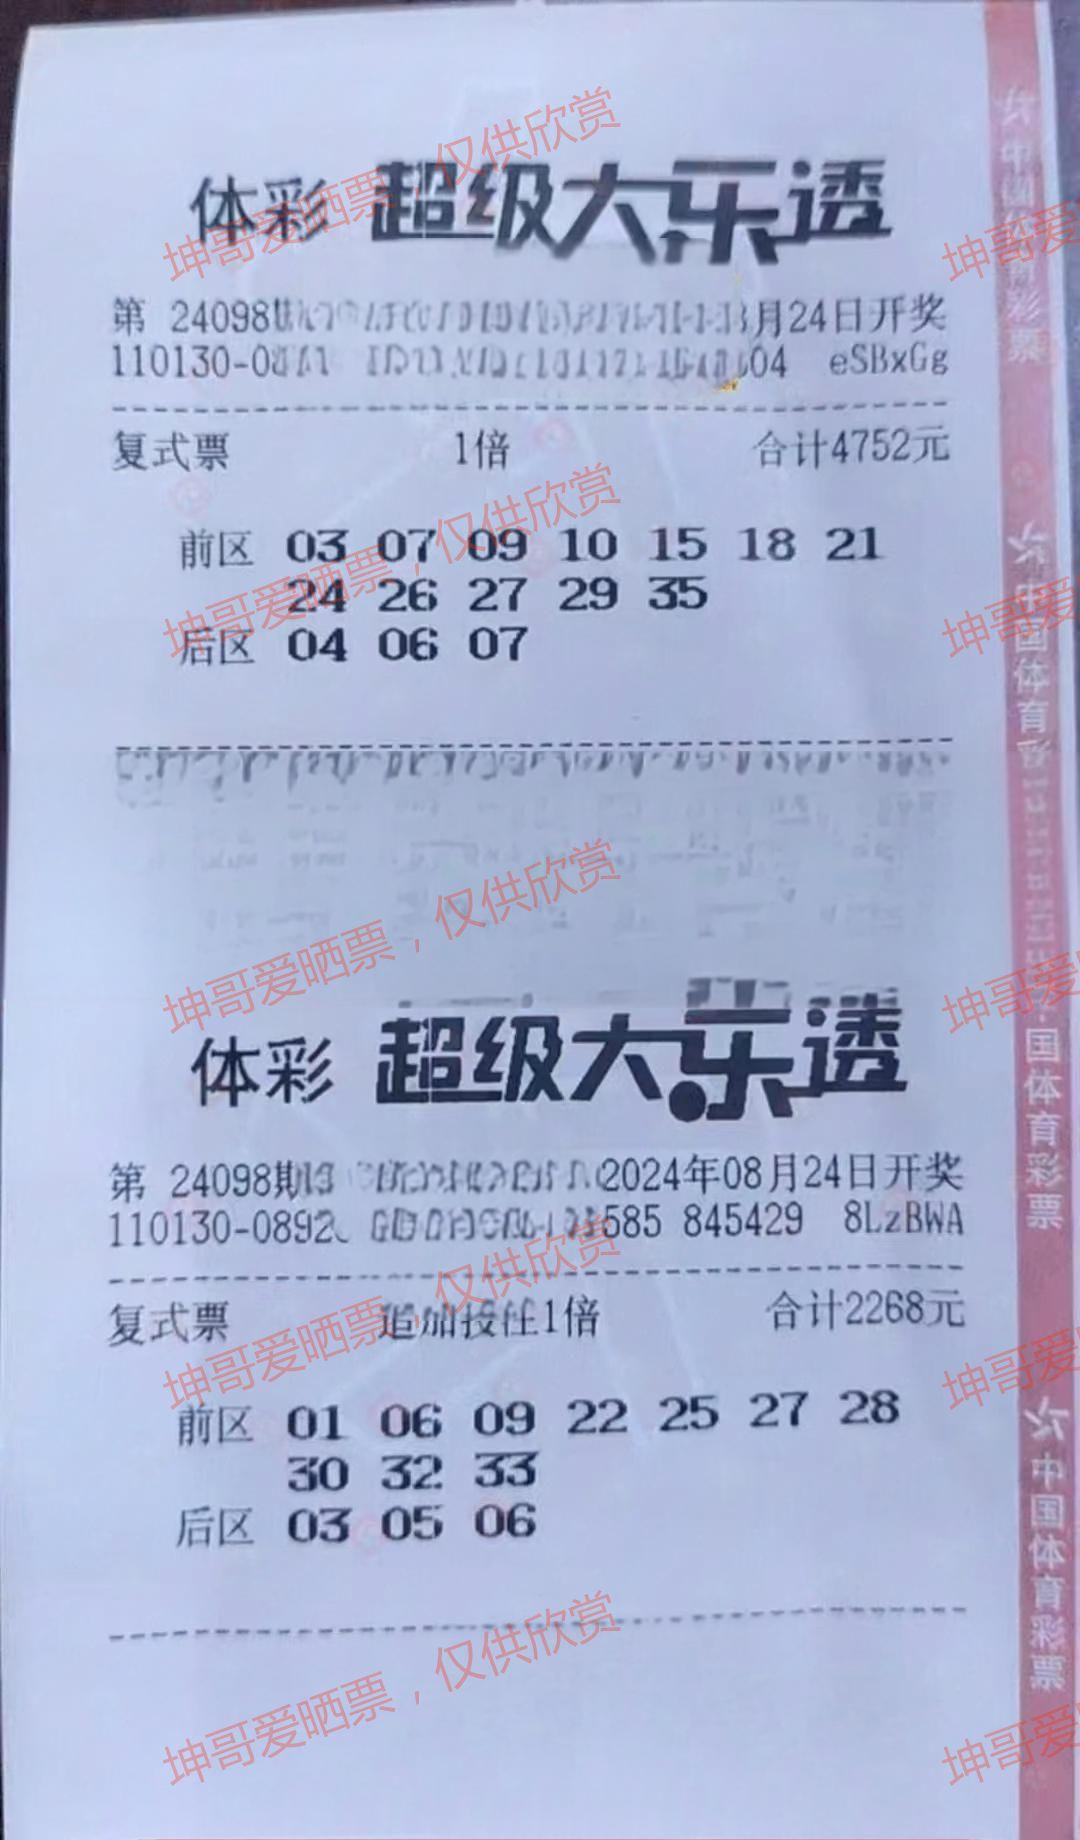 体彩 超级大乐透
第 24098期 月24日开奖
110130-0 04 eSBxGg
复式票 1倍 合计4752元
前区 03 07 09 10 15 18 21
24 26 27 29 35
后区 04 06 07
体彩 超级大乐透
第 24098期 2024年08月24日开奖
110130-0892 585 845429 8LzBWA
复式票 追加投注1倍 合计2268元
前区 01 06 09 22 25 27 28
30 32 33
后区 03 05 06
中国体育彩票
中国体育
国体育彩票
中国体育彩票
坤哥爱晒票，仅供欣赏
坤哥爱
坤哥爱晒票，仅供欣赏
坤哥爱
坤哥爱晒票，仅供欣赏
坤哥爱
坤哥爱晒票，仅供欣赏
坤哥爱
坤哥爱晒票，仅供欣赏
坤哥爱